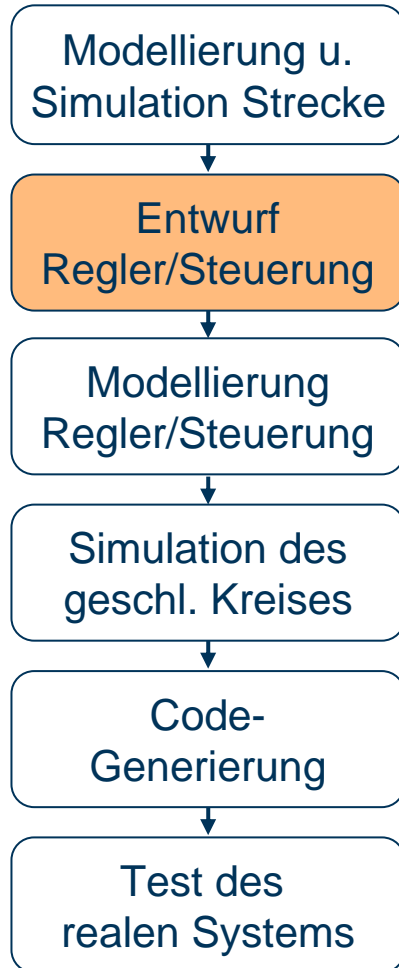 Modellierung u.
Simulation Strecke
Entwurf
Regler/Steuerung
Modellierung
Regler/Steuerung
Simulation des
geschl. Kreises
Code-
Generierung
Test des
realen Systems